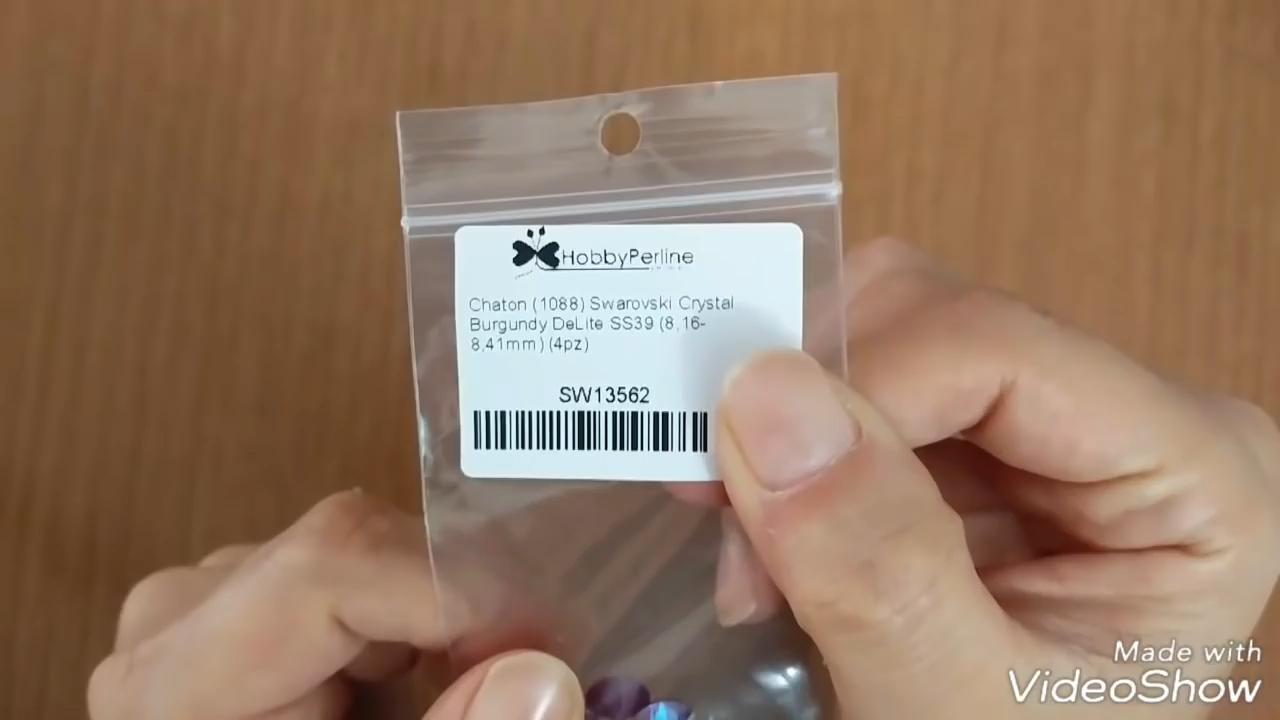 HobbyPerline
Chaton (1088) Swarovski Crystal
Burgundy DeLite SS39 (8,16-
8,41mm) (4pz)
SW13562
Made with
VideoShow